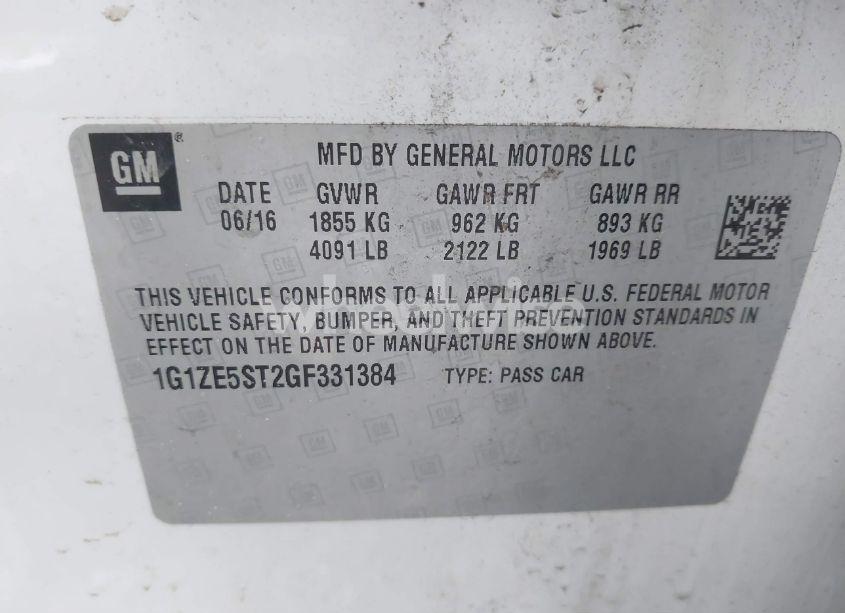 GM ®
MFD BY GENERAL MOTORS LLC
DATE GVWR GAWR FRT GAWR RR
06/16 1855 KG 962 KG 893 KG
4091 LB 2122 LB 1969 LB
THIS VEHICLE CONFORMS TO ALL APPLICABLE U.S. FEDERAL MOTOR
VEHICLE SAFETY, BUMPER, AND THEFT PREVENTION STANDARDS IN
EFFECT ON THE DATE OF MANUFACTURE SHOWN ABOVE.
1G1ZE5ST2GF331384 TYPE: PASS CAR